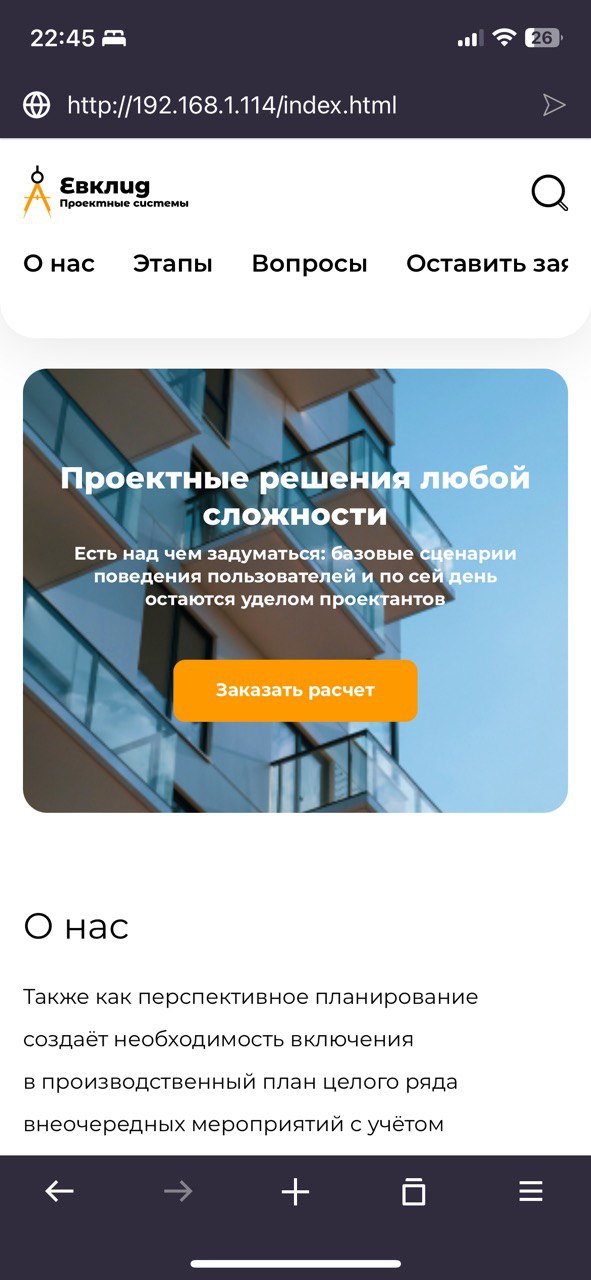 22:45
26
http://192.168.1.114/index.html
Евклид
Проектные системы
О нас Этапы Вопросы Оставить зая
Проектные решения любой
сложности
Есть над чем задуматься: базовые сценарии
поведения пользователей и по сей день
остаются уделом проектантов
Заказать расчет
О нас
Также как перспективное планирование
создаёт необходимость включения
в производственный план целого ряда
внеочередных мероприятий с учётом